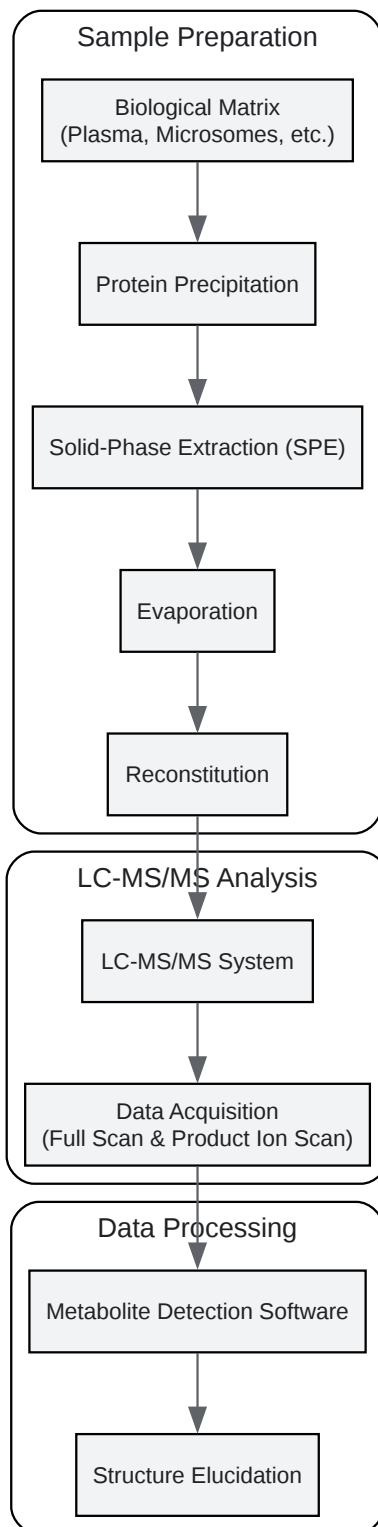 Sample Preparation
Biological Matrix
(Plasma, Microsomes, etc.)
Protein Precipitation
Solid-Phase Extraction (SPE)
Evaporation
Reconstitution
LC-MS/MS Analysis
LC-MS/MS System
Data Acquisition
(Full Scan & Product Ion Scan)
Data Processing
Metabolite Detection Software
Structure Elucidation